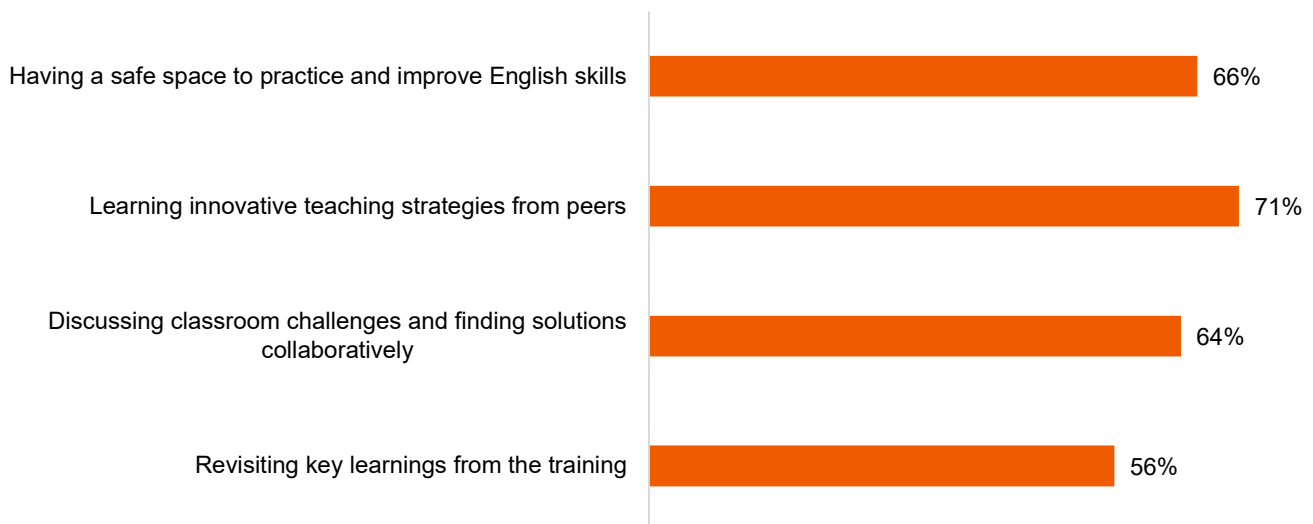 Having a safe space to practice and improve English skills
66%
Learning innovative teaching strategies from peers
71%
Discussing classroom challenges and finding solutions
collaboratively
64%
Revisiting key learnings from the training
56%